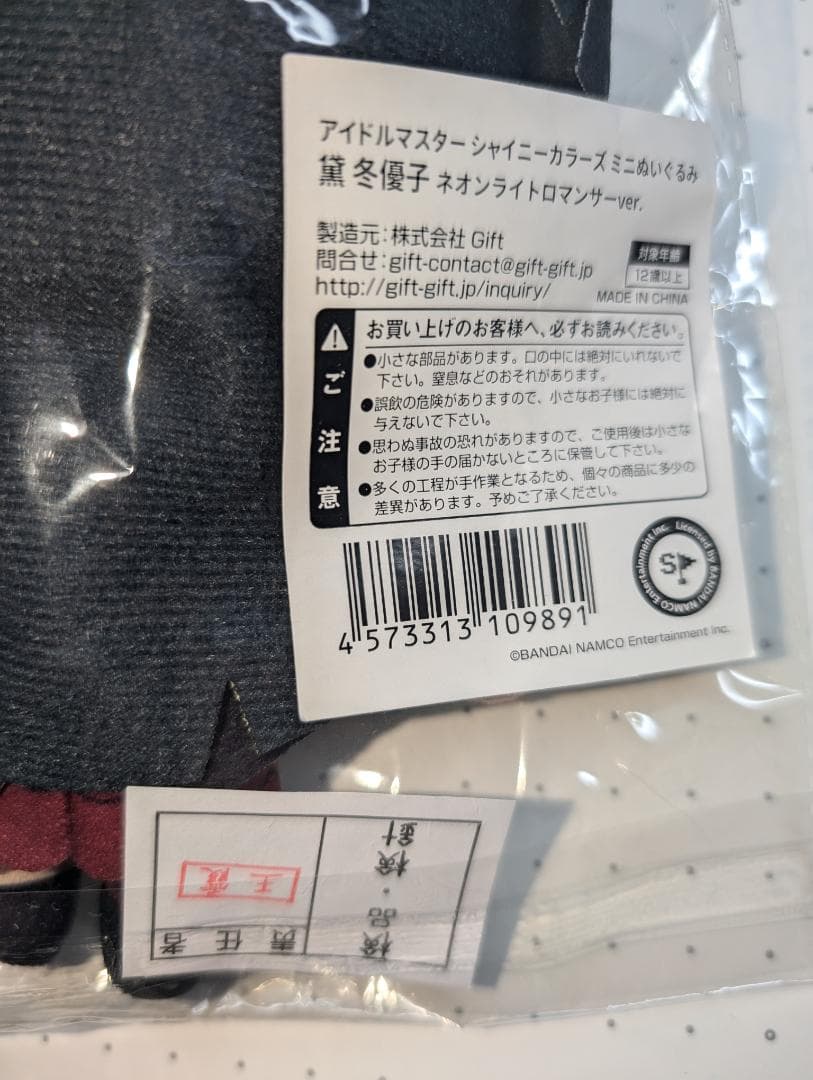 アイドルマスター シャイニーカラーズ ミニぬいぐるみ
黛 冬優子 ネオンライトロマンサーver.
製造元:株式会社 Gift
問合せ:gift-contact@gift-gift.jp
http://gift-gift.jp/inquiry/
対象年齢
12歳以上
MADE IN CHINA
ご注意
お買い上げのお客様へ、必ずお読みください。
●小さな部品があります。口の中には絶対にいれないで
下さい。窒息などのおそれがあります。
●誤飲の危険がありますので、小さなお子様には絶対に
与えないで下さい。
●思わぬ事故の恐れがありますので、ご使用後は小さな
お子様の手の届かないところに保管して下さい。
●多くの工程が手作業となるため、個々の商品に多少の
差異があります。予めご了承ください。
4 573313 109891
Licensed by BANDAI NAMCO Entertainment Inc.
S
©BANDAI NAMCO Entertainment Inc.
検品・検針
責任者
王霞